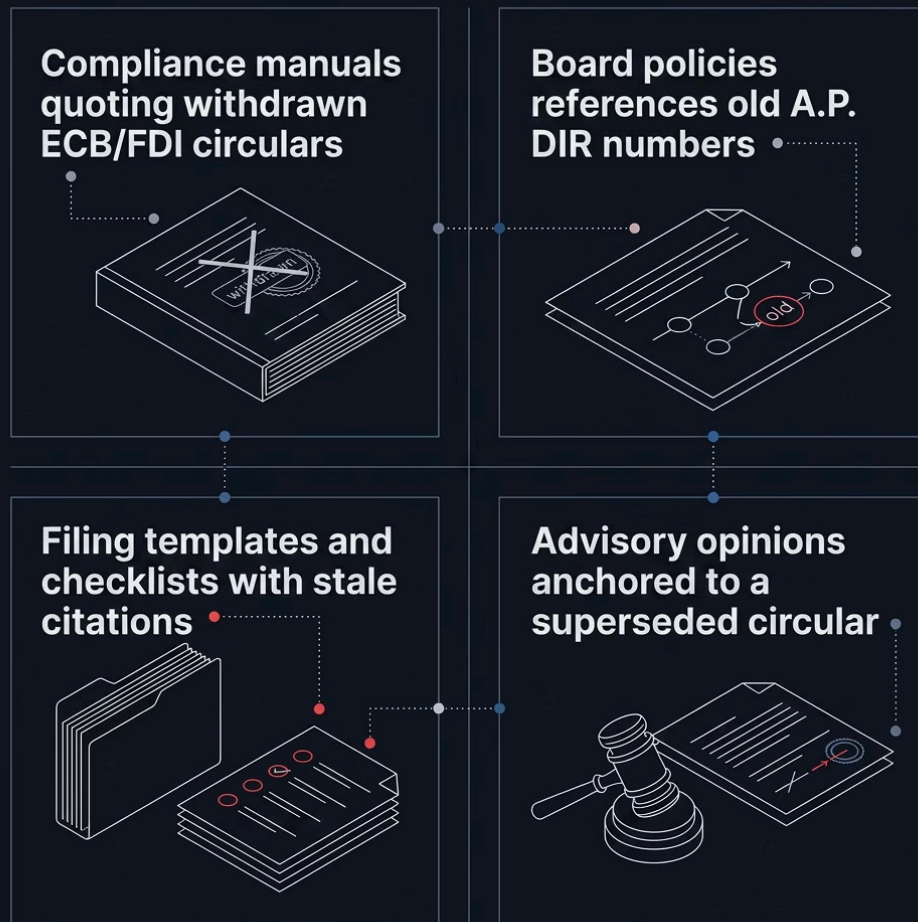 Compliance manuals
quoting withdrawn
ECB/FDI circulars
withdrawn
Board policies
references old A.P.
DIR numbers
old
Filing templates and
checklists with stale
citations
Advisory opinions
anchored to a
superseded circular